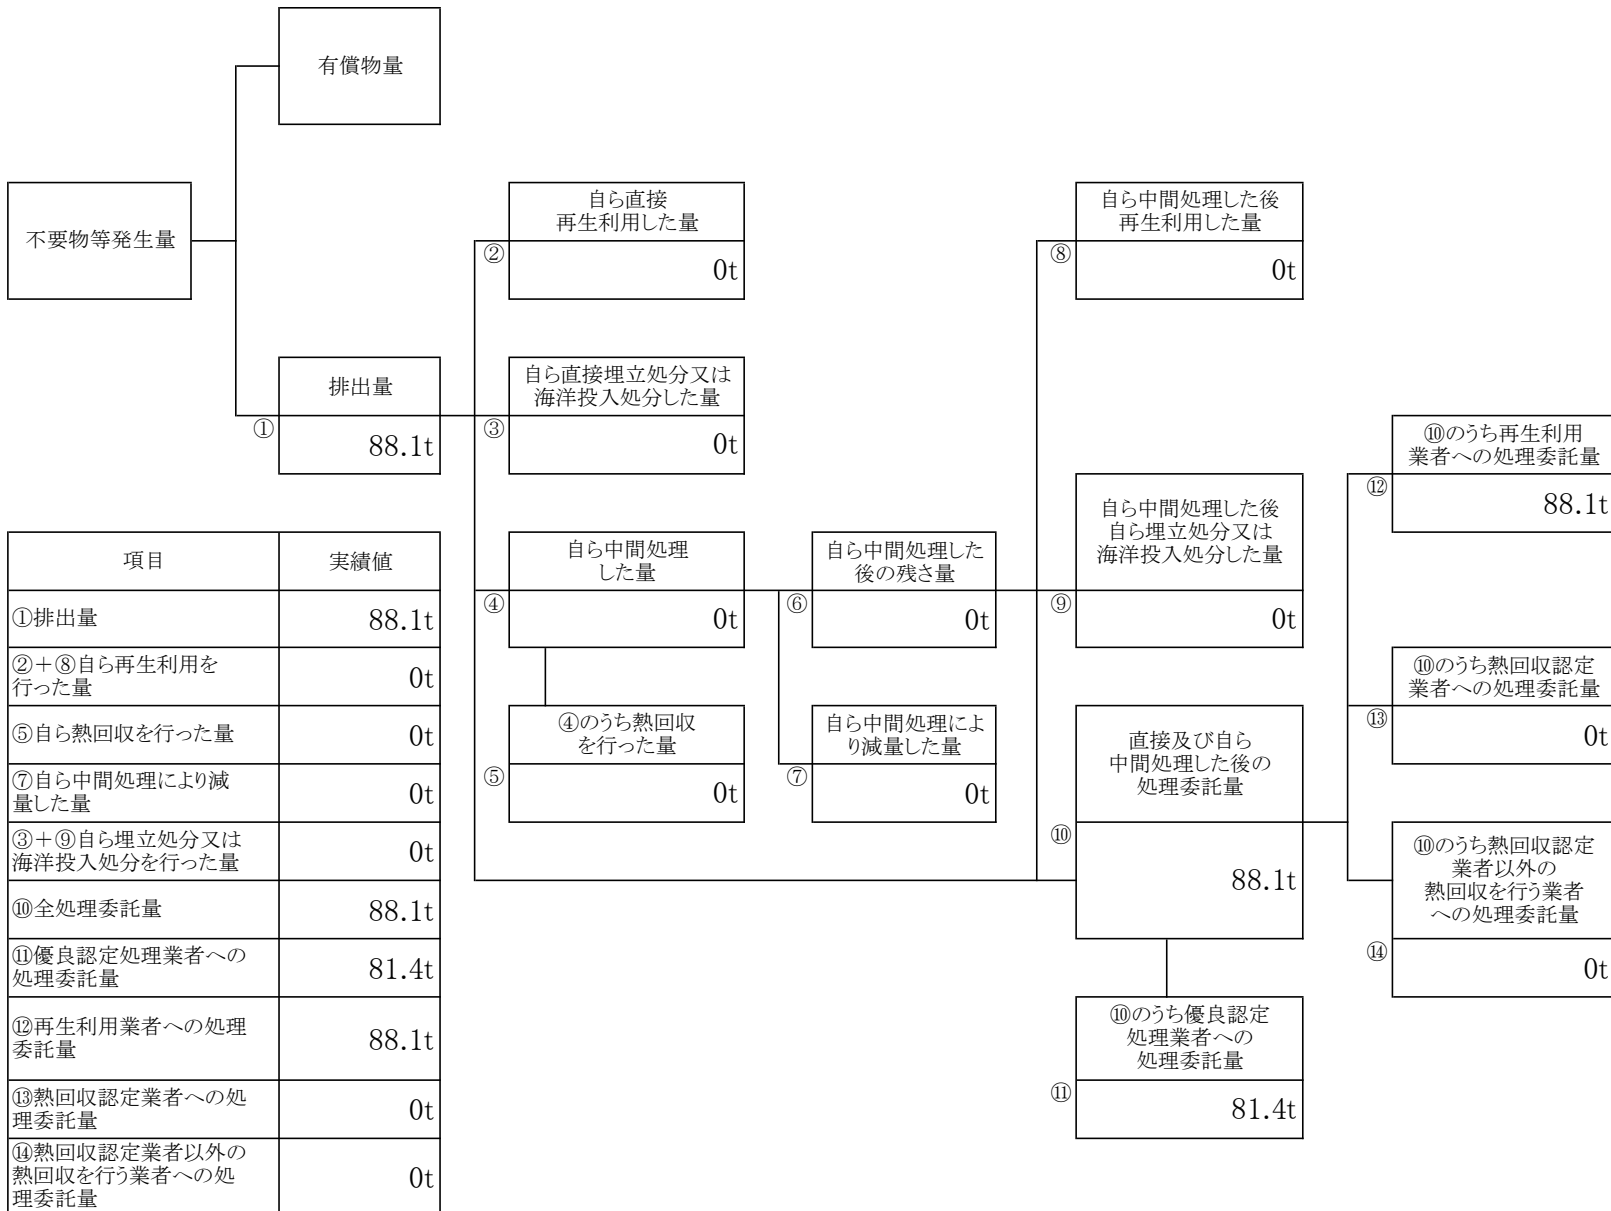 有償物量
不要物等発生量
自ら直接
再生利用した量
②
0t
自ら中間処理した後
再生利用した量
⑧
0t
排出量
①
88.1t
自ら直接埋立処分又は
海洋投入処分した量
③
0t
⑩のうち再生利用
業者への処理委託量
⑫
88.1t
自ら中間処理
した量
④
0t
自ら中間処理した
後の残さ量
⑥
0t
自ら中間処理した後
自ら埋立処分又は
海洋投入処分した量
⑨
0t
⑩のうち熱回収認定
業者への処理委託量
⑬
0t
④のうち熱回収
を行った量
⑤
0t
自ら中間処理によ
り減量した量
⑦
0t
直接及び自ら
中間処理した後の
処理委託量
⑩
88.1t
⑩のうち熱回収認定
業者以外の
熱回収を行う業者
への処理委託量
⑭
0t
⑩のうち優良認定
処理業者への
処理委託量
⑪
81.4t
項目 実績値
①排出量 88.1t
②+⑧自ら再生利用を
行った量 0t
⑤自ら熱回収を行った量 0t
⑦自ら中間処理により減
量した量 0t
③+⑨自ら埋立処分又は
海洋投入処分を行った量 0t
⑩全処理委託量 88.1t
⑪優良認定処理業者への
処理委託量 81.4t
⑫再生利用業者への処理
委託量 88.1t
⑬熱回収認定業者への処
理委託量 0t
⑭熱回収認定業者以外の
熱回収を行う業者への処
理委託量 0t